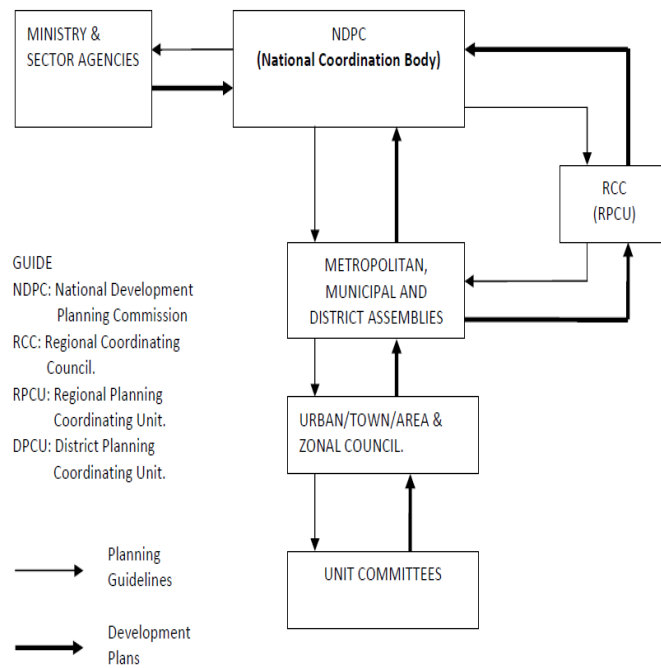 MINISTRY &
SECTOR AGENCIES
NDPC
(National Coordination Body)
RCC
(RPCU)
METROPOLITAN,
MUNICIPAL AND
DISTRICT ASSEMBLIES
GUIDE
NDPC: National Development
Planning Commission
RCC: Regional Coordinating
Council.
RPCU: Regional Planning
Coordinating Unit.
DPCU: District Planning
Coordinating Unit.
URBAN/TOWN/AREA &
ZONAL COUNCIL.
UNIT COMMITTEES
Planning
Guidelines
Development
Plans